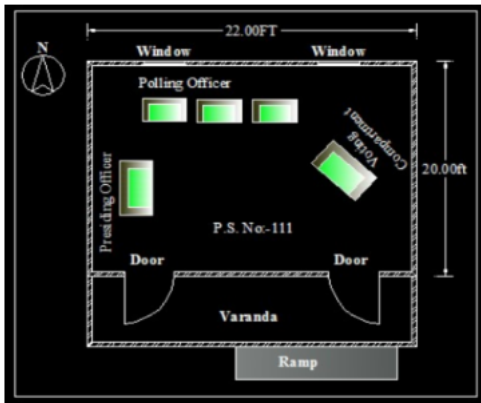 22.00FT
N
Window
Window
Polling Officer
Voting
Compartment
20.00ft
Presiding Officer
P.S. No:-111
Door
Door
Varanda
Ramp